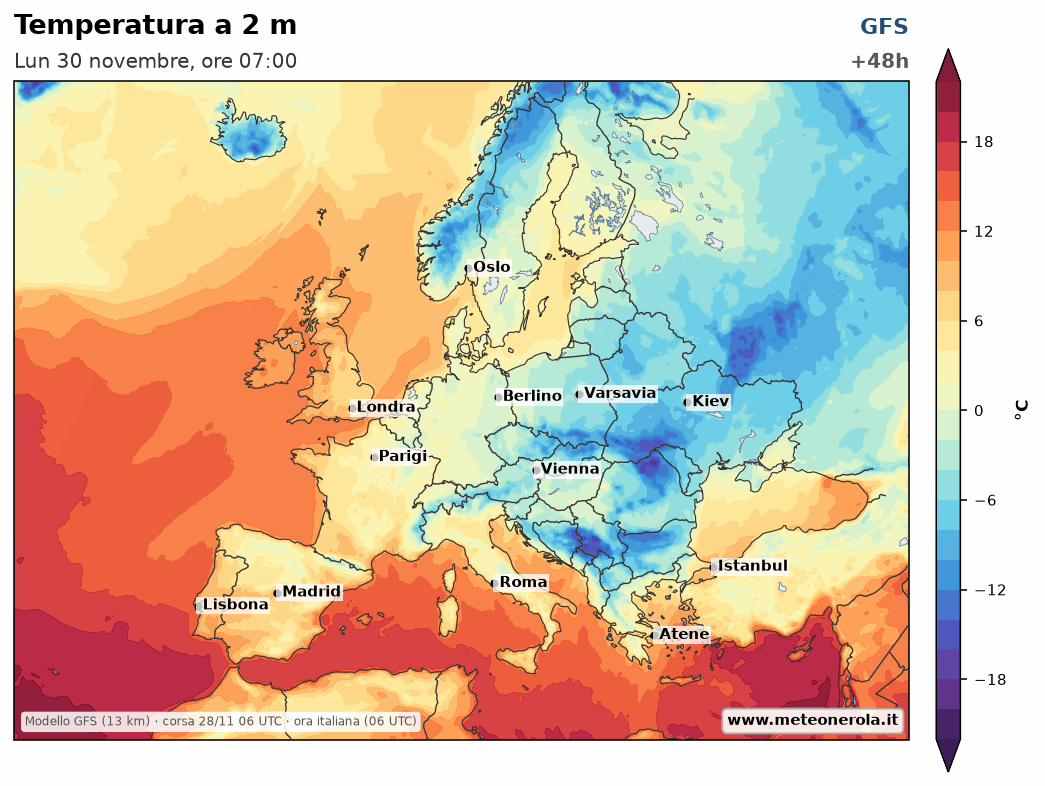 Temperatura a 2 m
GFS
Lun 30 novembre, ore 07:00
+48h
18
12
6
0
−6
−12
−18
°C
Oslo
Berlino
Varsavia
Kiev
Londra
Parigi
Vienna
Istanbul
Roma
Madrid
Lisbona
Atene
Modello GFS (13 km) · corsa 28/11 06 UTC · ora italiana (06 UTC)
www.meteonerola.it